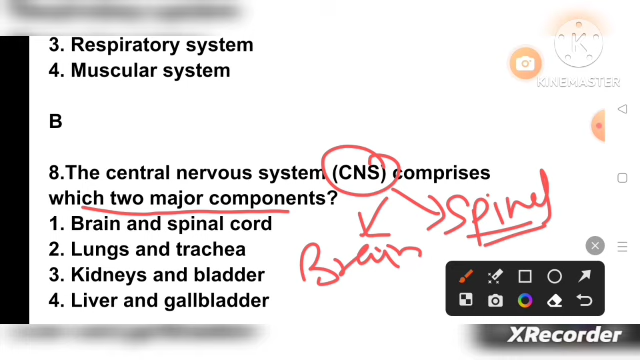 3. Respiratory system
4. Muscular system
KINEMASTER
B
8.The central nervous system (CNS) comprises
which two major components?
1. Brain and spinal cord
2. Lungs and trachea
3. Kidneys and bladder
4. Liver and gallbladder
Brain
Spinal
XRecorder